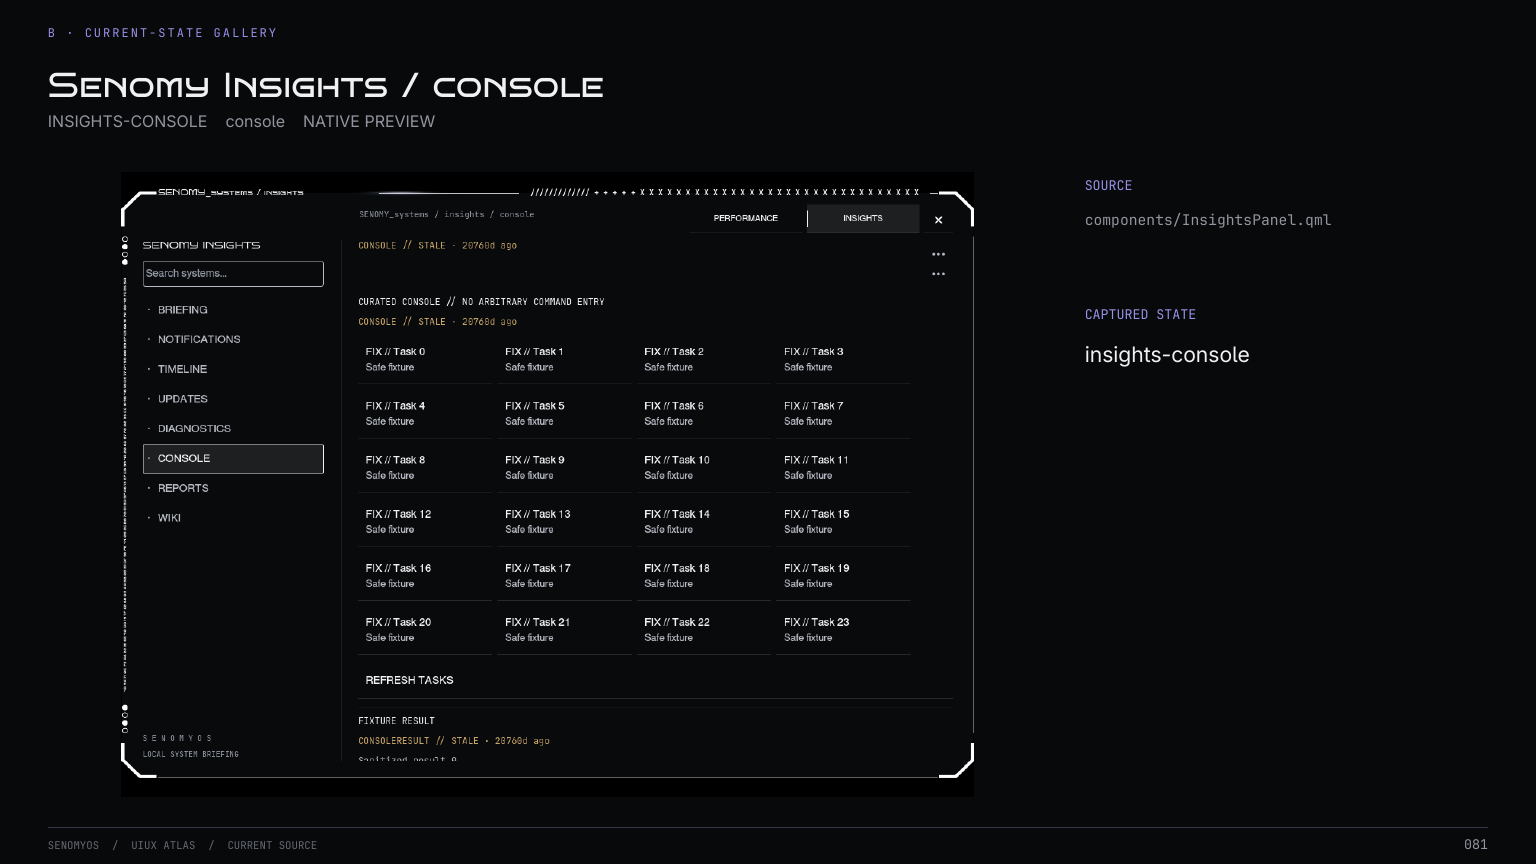 B · CURRENT-STATE GALLERY
Senomy Insights / console
INSIGHTS-CONSOLE console NATIVE PREVIEW
SENOMY_systems / insights
///////////// + + + + + X X X X X X X X X X X X X X X X X X X X X X X X
SENOMY_systems / insights / console
PERFORMANCE
INSIGHTS
×
SENOMY INSIGHTS
Search systems...
· BRIEFING
· NOTIFICATIONS
· TIMELINE
· UPDATES
· DIAGNOSTICS
· CONSOLE
· REPORTS
· WIKI
SENOMYOS
LOCAL SYSTEM BRIEFING
CONSOLE // STALE · 20760d ago
•••
•••
CURATED CONSOLE // NO ARBITRARY COMMAND ENTRY
CONSOLE // STALE · 20760d ago
FIX // Task 0
Safe fixture
FIX // Task 1
Safe fixture
FIX // Task 2
Safe fixture
FIX // Task 3
Safe fixture
FIX // Task 4
Safe fixture
FIX // Task 5
Safe fixture
FIX // Task 6
Safe fixture
FIX // Task 7
Safe fixture
FIX // Task 8
Safe fixture
FIX // Task 9
Safe fixture
FIX // Task 10
Safe fixture
FIX // Task 11
Safe fixture
FIX // Task 12
Safe fixture
FIX // Task 13
Safe fixture
FIX // Task 14
Safe fixture
FIX // Task 15
Safe fixture
FIX // Task 16
Safe fixture
FIX // Task 17
Safe fixture
FIX // Task 18
Safe fixture
FIX // Task 19
Safe fixture
FIX // Task 20
Safe fixture
FIX // Task 21
Safe fixture
FIX // Task 22
Safe fixture
FIX // Task 23
Safe fixture
REFRESH TASKS
FIXTURE RESULT
CONSOLERESULT // STALE · 20760d ago
Sanitized result 0
SOURCE
components/InsightsPanel.qml
CAPTURED STATE
insights-console
SENOMYOS / UIUX ATLAS / CURRENT SOURCE
081